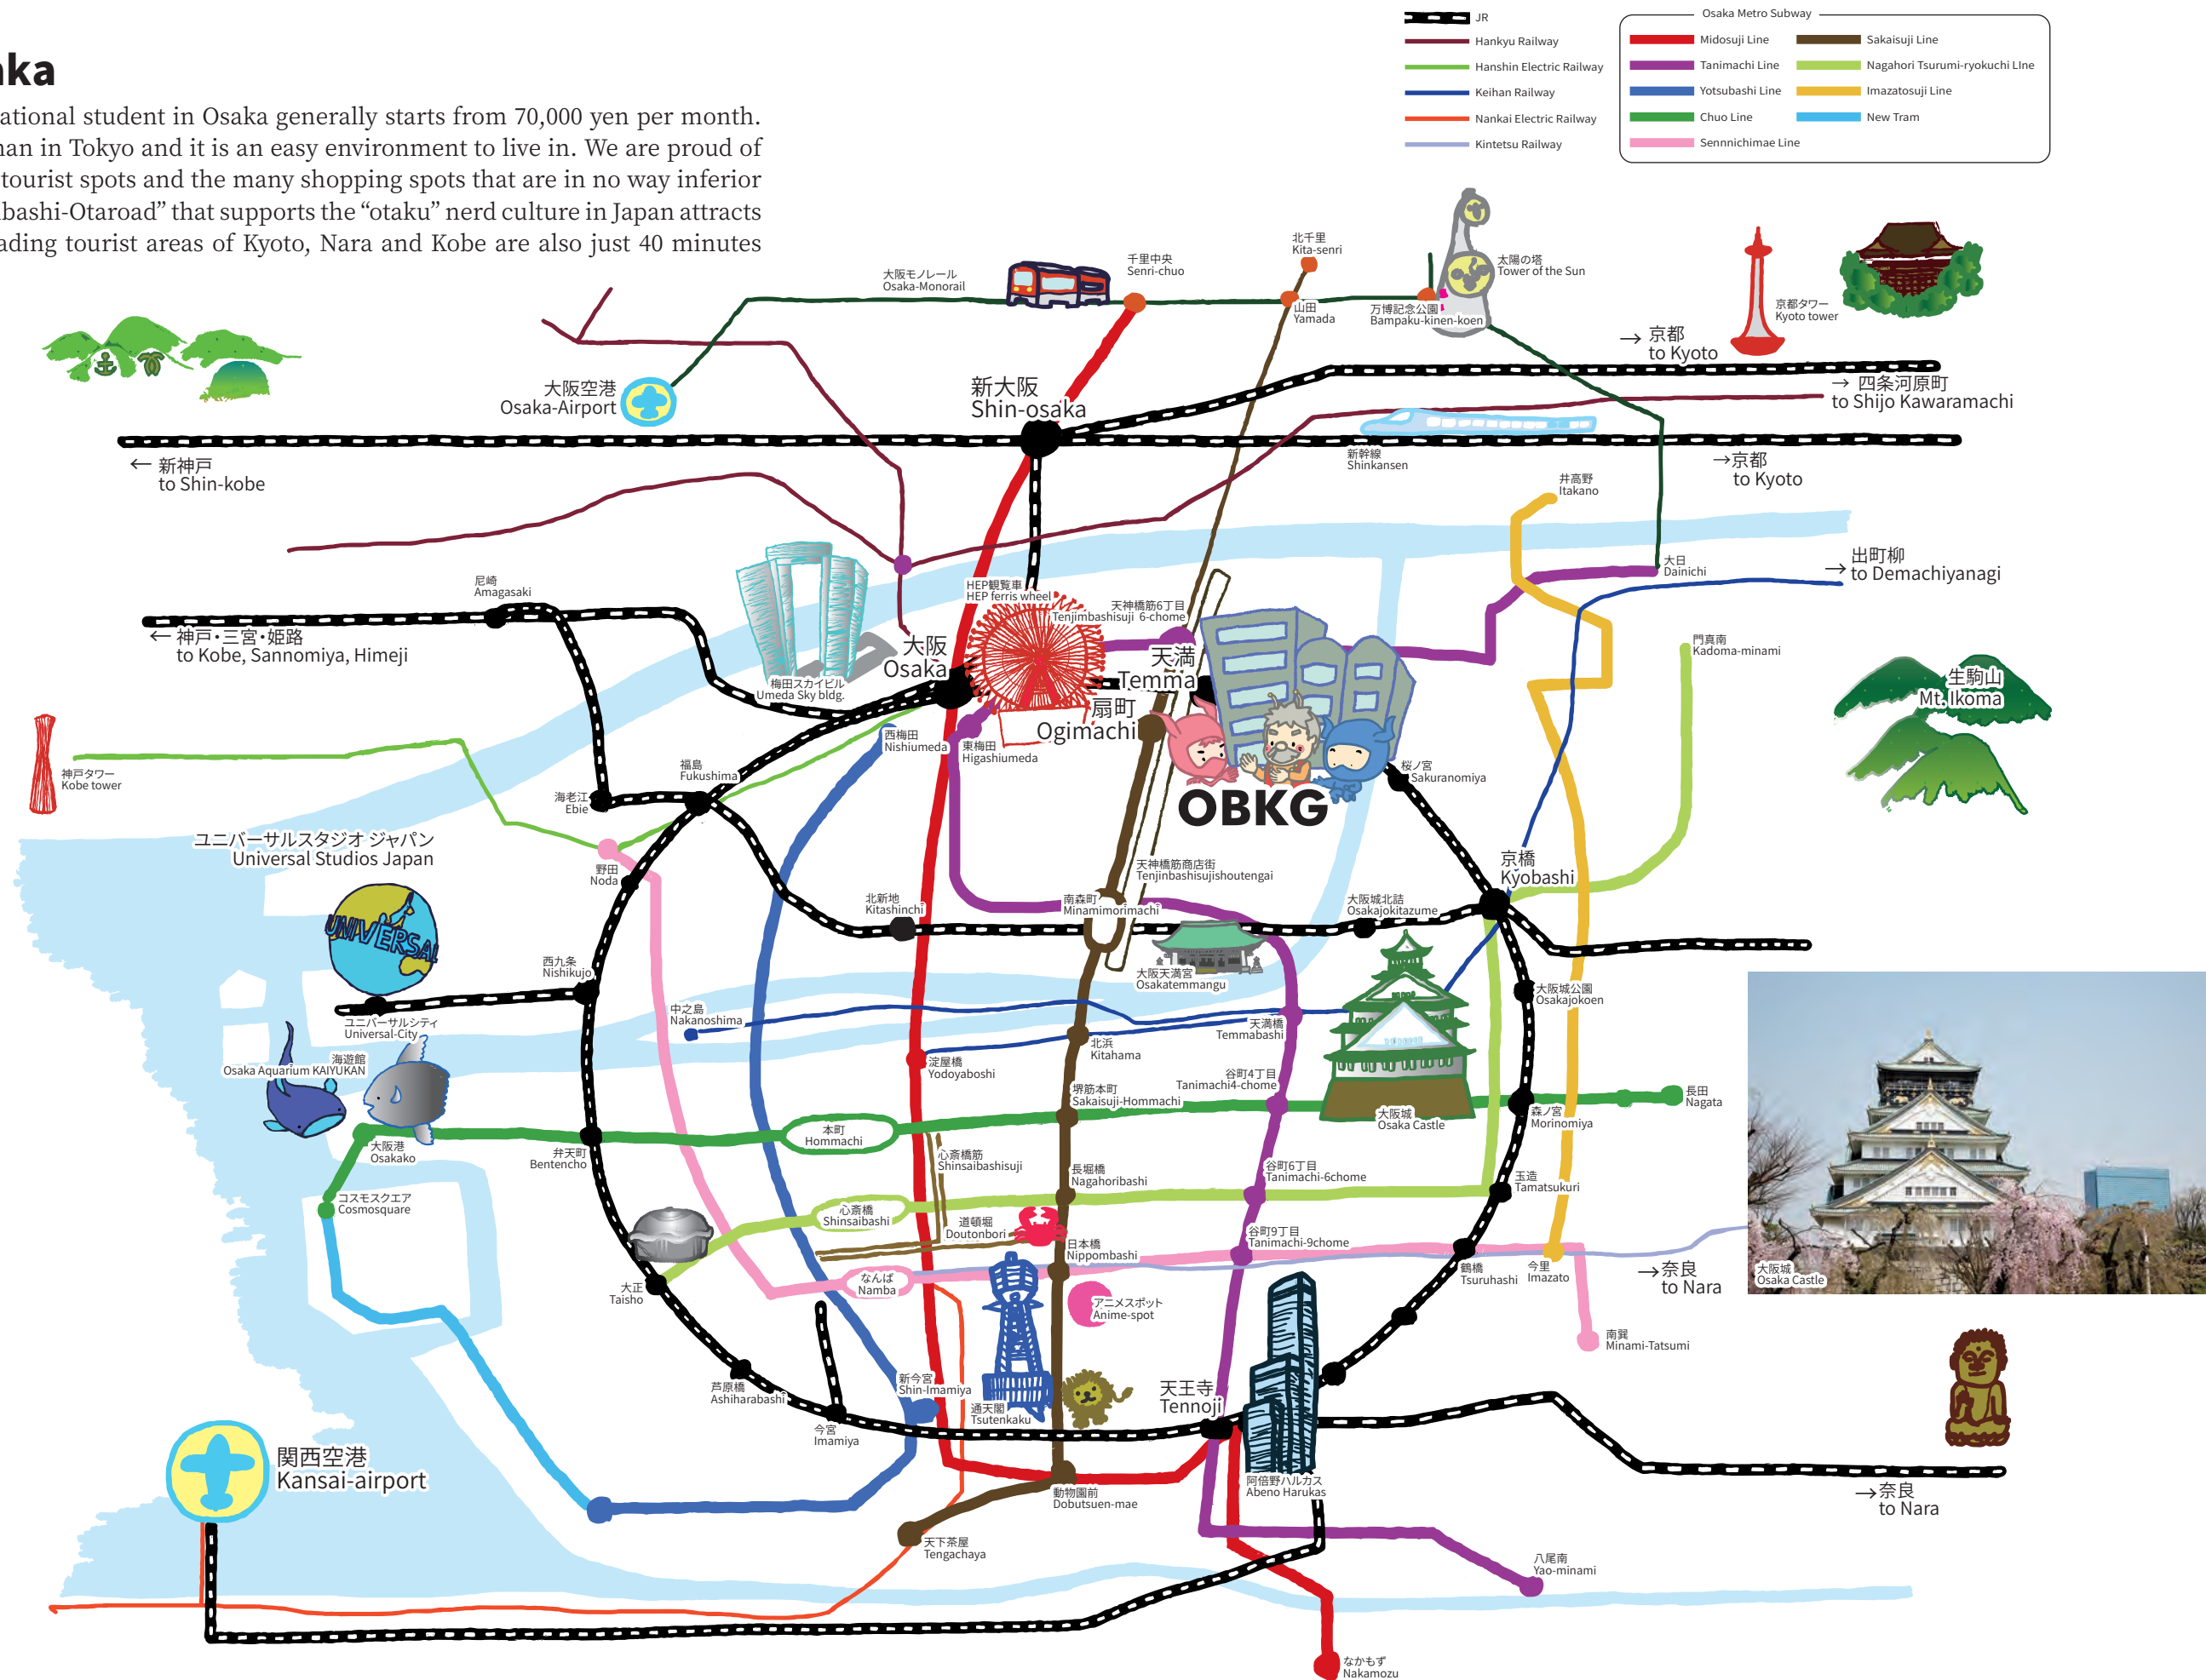 aka
ational student in Osaka generally starts from 70,000 yen per month.
han in Tokyo and it is an easy environment to live in. We are proud of
tourist spots and the many shopping spots that are in no way inferior
bashi-Otaroad” that supports the “otaku” nerd culture in Japan attracts
ading tourist areas of Kyoto, Nara and Kobe are also just 40 minutes
JR
Hankyu Railway
Hanshin Electric Railway
Keihan Railway
Nankai Electric Railway
Kintetsu Railway
Osaka Metro Subway
Midosuji Line
Tanimachi Line
Yotsubashi Line
Chuo Line
Sennnichimae Line
Sakaisuji Line
Nagahori Tsurumi-ryokuchi LIne
Imazatosuji Line
New Tram
大阪モノレール
Osaka-Monorail
千里中央
Senri-chuo
北千里
Kita-senri
山田
Yamada
万博記念公園
Bampaku-kinen-koen
太陽の塔
Tower of the Sun
京都タワー
Kyoto tower
→ 京都
to Kyoto
→ 四条河原町
to Shijo Kawaramachi
大阪空港
Osaka-Airport
新大阪
Shin-osaka
新幹線
Shinkansen
→京都
to Kyoto
← 新神戸
to Shin-kobe
井高野
Itakano
大日
Dainichi
→ 出町柳
to Demachiyanagi
尼崎
Amagasaki
← 神戸・三宮・姫路
to Kobe, Sannomiya, Himeji
HEP観覧車
HEP ferris wheel
天神橋筋6丁目
Tenjimbashisuji 6-chome
大阪
Osaka
梅田スカイビル
Umeda Sky bldg.
天満
Temma
扇町
Ogimachi
門真南
Kadoma-minami
生駒山
Mt. Ikoma
西梅田
Nishiumeda
東梅田
Higashiumeda
神戸タワー
Kobe tower
福島
Fukushima
海老江
Ebie
桜ノ宮
Sakuranomiya
OBKG
ユニバーサルスタジオ ジャパン
Universal Studios Japan
野田
Noda
天神橋筋商店街
Tenjinbashisujishoutengai
京橋
Kyobashi
北新地
Kitashinchi
南森町
Minamimorimachi
大阪城北詰
Osakajokitazume
UNIVERSAL
西九条
Nishikujo
大阪天満宮
Osakatemmangu
大阪城公園
Osakajokoen
ユニバーサルシティ
Universal-City
中之島
Nakanoshima
天満橋
Temmabashi
北浜
Kitahama
海遊館
Osaka Aquarium KAIYUKAN
淀屋橋
Yodoyaboshi
谷町4丁目
Tanimachi4-chome
堺筋本町
Sakaisuji-Hommachi
大阪城
Osaka Castle
森ノ宮
Morinomiya
長田
Nagata
大阪港
Osakako
弁天町
Bentencho
本町
Hommachi
心斎橋筋
Shinsaibashisuji
長堀橋
Nagahoribashi
谷町6丁目
Tanimachi-6chome
玉造
Tamatsukuri
コスモスクエア
Cosmosquare
心斎橋
Shinsaibashi
道頓堀
Doutonbori
日本橋
Nippombashi
谷町9丁目
Tanimachi-9chome
鶴橋
Tsuruhashi
今里
Imazato
→奈良
to Nara
大阪城
Osaka Castle
大正
Taisho
なんば
Namba
アニメスポット
Anime-spot
南巽
Minami-Tatsumi
芦原橋
Ashiharabashi
新今宮
Shin-Imamiya
通天閣
Tsutenkaku
天王寺
Tennoji
今宮
Imamiya
関西空港
Kansai-airport
動物園前
Dobutsuen-mae
阿倍野ハルカス
Abeno Harukas
→奈良
to Nara
天下茶屋
Tengachaya
八尾南
Yao-minami
なかもず
Nakamozu